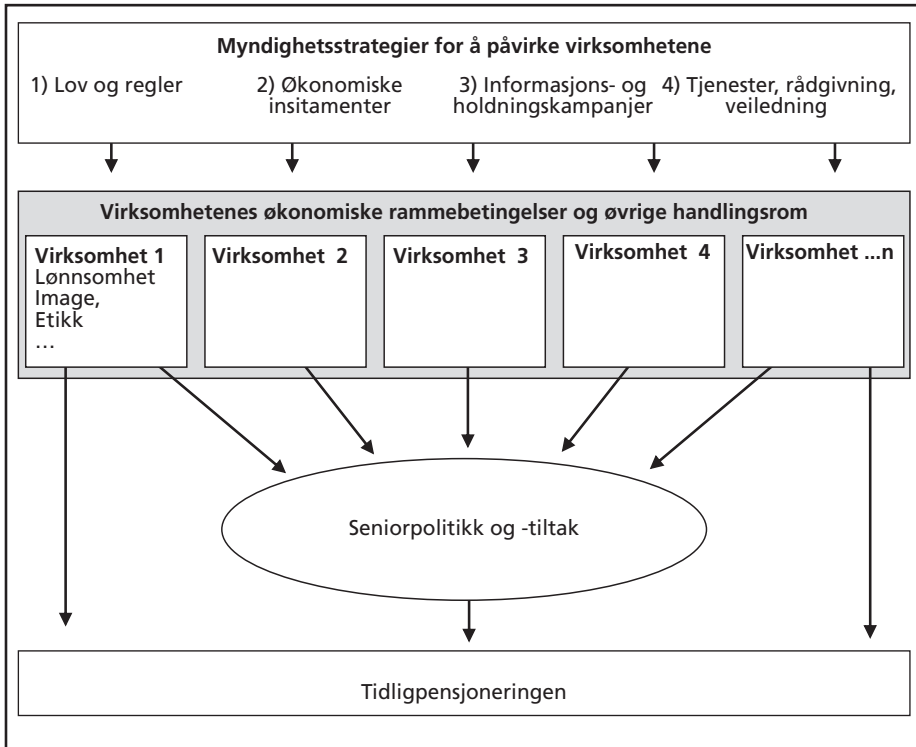 Myndighetsstrategier for å påvirke virksomhetene
1) Lov og regler
2) Økonomiske
insitamenter
3) Informasjons- og
holdningskampanjer
4) Tjenester, rådgivning,
veiledning
Virksomhetenes økonomiske rammebetingelser og øvrige handlingsrom
Virksomhet 1
Lønnsomhet
Image,
Etikk
...
Virksomhet 2
Virksomhet 3
Virksomhet 4
Virksomhet ...n
Seniorpolitikk og -tiltak
Tidligpensjoneringen